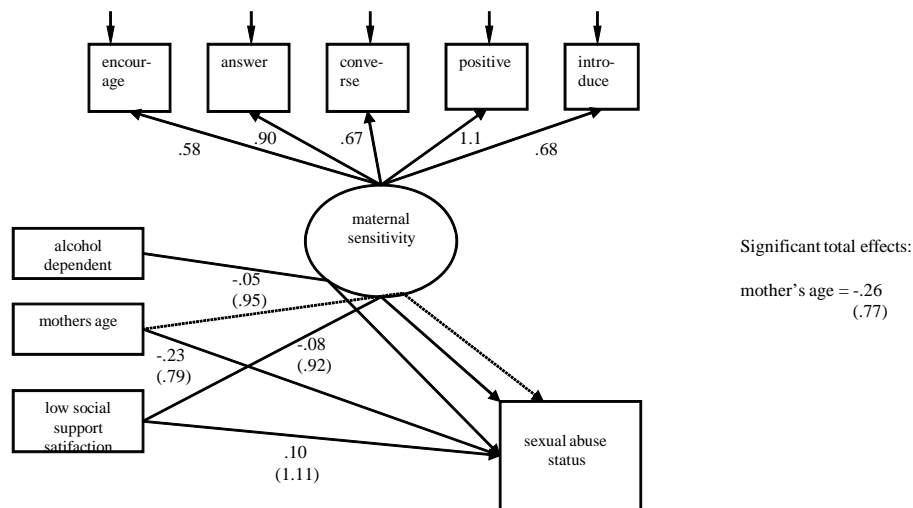 encour-
age
answer
conve-
rse
positive
intro-
duce
.58
.90
.67
1.1
.68
maternal
sensitivity
alcohol
dependent
-.05
(.95)
mothers age
-.23
(.79)
-.08
(.92)
low social
support
satifaction
.10
(1.11)
sexual abuse
status
Significant total effects:
mother's age = -.26
(.77)